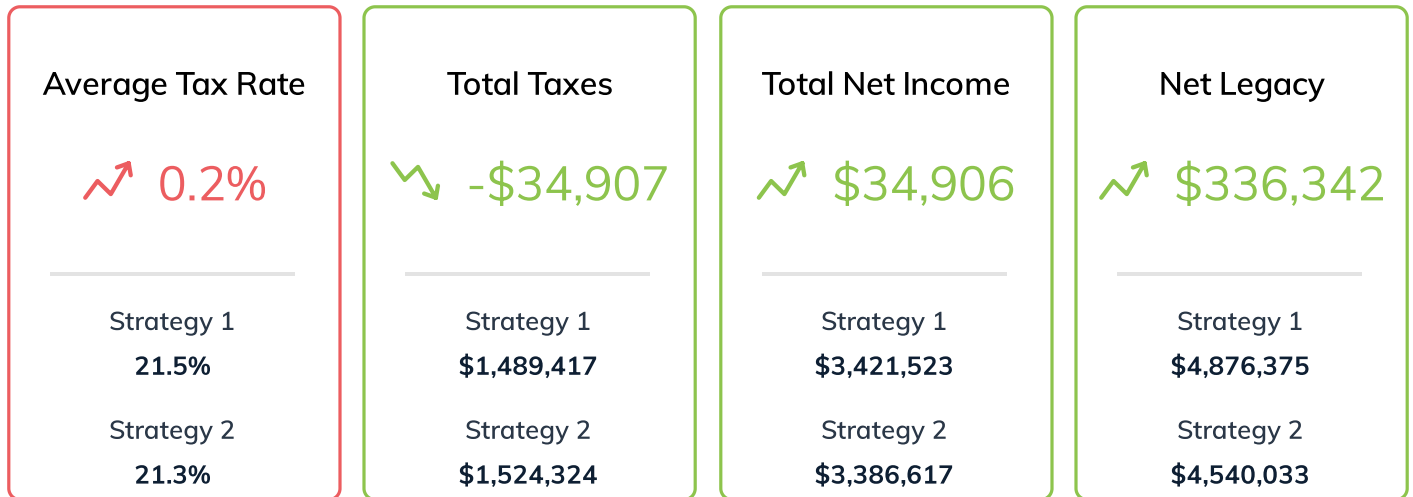 Average Tax Rate
0.2%
Strategy 1
21.5%
Strategy 2
21.3%
Total Taxes
-$34,907
Strategy 1
$1,489,417
Strategy 2
$1,524,324
Total Net Income
$34,906
Strategy 1
$3,421,523
Strategy 2
$3,386,617
Net Legacy
$336,342
Strategy 1
$4,876,375
Strategy 2
$4,540,033